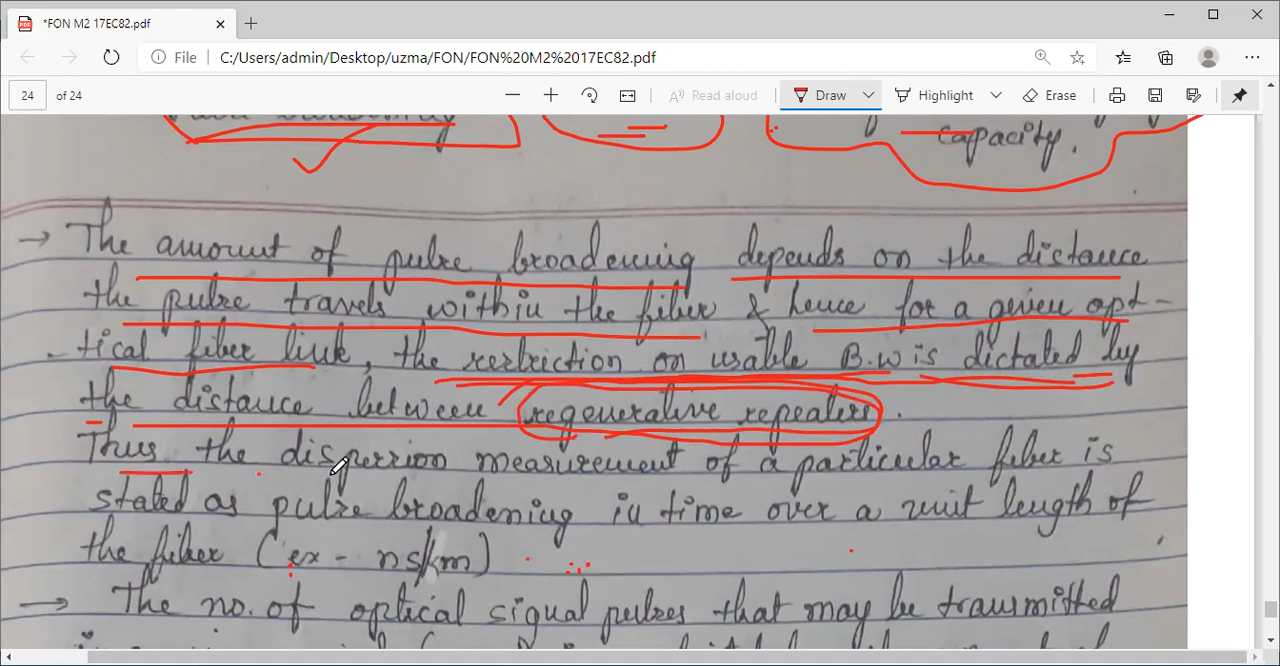 *FON M2 17EC82.pdf
File C:/Users/admin/Desktop/uzma/FON/FON%20M2%2017EC82.pdf
24 of 24 Read aloud Draw Highlight Erase
capacity.
→ The amount of pulse broadening depends on the distance
the pulse travels within the fiber & hence for a given opt-
-tical fiber link, the restriction on usable B.W is dictated by
the distance between regenerative repeaters.
Thus the dispersion measurement of a particular fiber is
stated as pulse broadening in time over a unit length of
the fiber (ex - ns/km)
→ The no. of optical signal pulses that may be transmitted